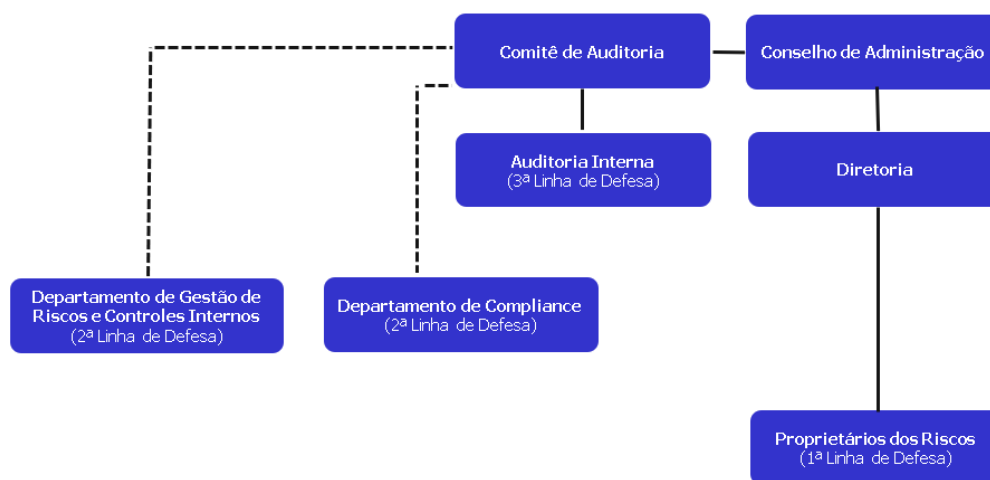 Comitê de Auditoria
Conselho de Administração
Auditoria Interna
(3ª Linha de Defesa)
Diretoria
Departamento de Gestão de
Riscos e Controles Internos
(2ª Linha de Defesa)
Departamento de Compliance
(2ª Linha de Defesa)
Proprietários dos Riscos
(1ª Linha de Defesa)